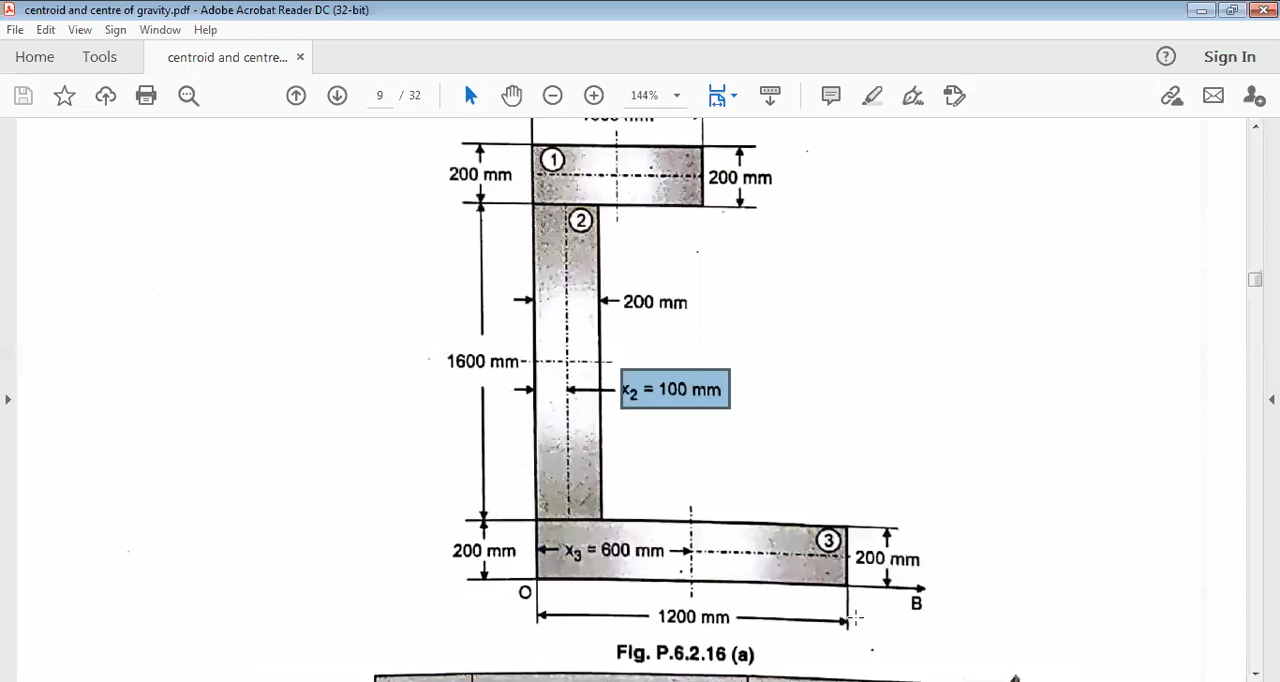 centroid and centre of gravity.pdf - Adobe Acrobat Reader DC (32-bit)
File Edit View Sign Window Help
Home Tools centroid and centre... × ? Sign In
9 / 32 144%
1
200 mm 200 mm
2
200 mm
1600 mm
x2 = 100 mm
3
200 mm x3 = 600 mm 200 mm
O B
1200 mm
Fig. P.6.2.16 (a)